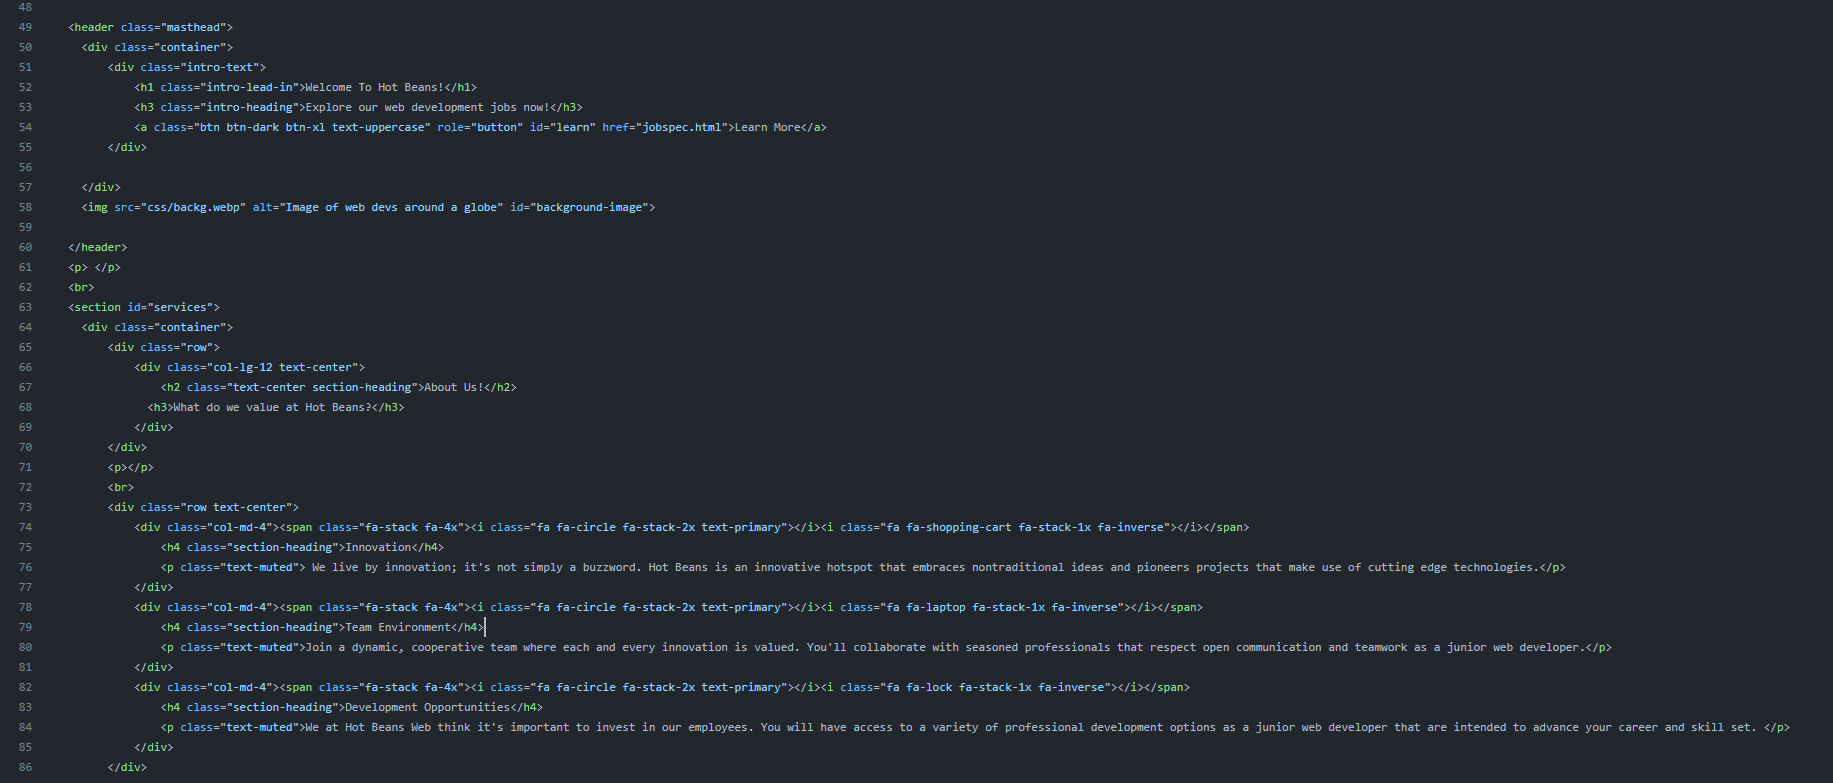 48
49 <header class="masthead">
50 <div class="container">
51 <div class="intro-text">
52 <h1 class="intro-lead-in">Welcome To Hot Beans!</h1>
53 <h3 class="intro-heading">Explore our web development jobs now!</h3>
54 <a class="btn btn-dark btn-xl text-uppercase" role="button" id="learn" href="jobspec.html">Learn More</a>
55 </div>
56
57 </div>
58 <img src="css/backg.webp" alt="Image of web devs around a globe" id="background-image">
59
60 </header>
61 <p> </p>
62 <br>
63 <section id="services">
64 <div class="container">
65 <div class="row">
66 <div class="col-lg-12 text-center">
67 <h2 class="text-center section-heading">About Us!</h2>
68 <h3>What do we value at Hot Beans?</h3>
69 </div>
70 </div>
71 <p></p>
72 <br>
73 <div class="row text-center">
74 <div class="col-md-4"><span class="fa-stack fa-4x"><i class="fa fa-circle fa-stack-2x text-primary"></i><i class="fa fa-shopping-cart fa-stack-1x fa-inverse"></i></span>
75 <h4 class="section-heading">Innovation</h4>
76 <p class="text-muted"> We live by innovation; it's not simply a buzzword. Hot Beans is an innovative hotspot that embraces nontraditional ideas and pioneers projects that make use of cutting edge technologies.</p>
77 </div>
78 <div class="col-md-4"><span class="fa-stack fa-4x"><i class="fa fa-circle fa-stack-2x text-primary"></i><i class="fa fa-laptop fa-stack-1x fa-inverse"></i></span>
79 <h4 class="section-heading">Team Environment</h4>
80 <p class="text-muted">Join a dynamic, cooperative team where each and every innovation is valued. You'll collaborate with seasoned professionals that respect open communication and teamwork as a junior web developer.</p>
81 </div>
82 <div class="col-md-4"><span class="fa-stack fa-4x"><i class="fa fa-circle fa-stack-2x text-primary"></i><i class="fa fa-lock fa-stack-1x fa-inverse"></i></span>
83 <h4 class="section-heading">Development Opportunities</h4>
84 <p class="text-muted">We at Hot Beans Web think it's important to invest in our employees. You will have access to a variety of professional development options as a junior web developer that are intended to advance your career and skill set. </p>
85 </div>
86 </div>